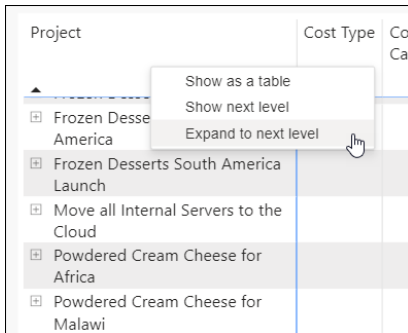 Project
Cost Type
Co
Ca
Show as a table
Show next level
Expand to next level
Frozen Desse
America
Frozen Desserts South America
Launch
Move all Internal Servers to the
Cloud
Powdered Cream Cheese for
Africa
Powdered Cream Cheese for
Malawi